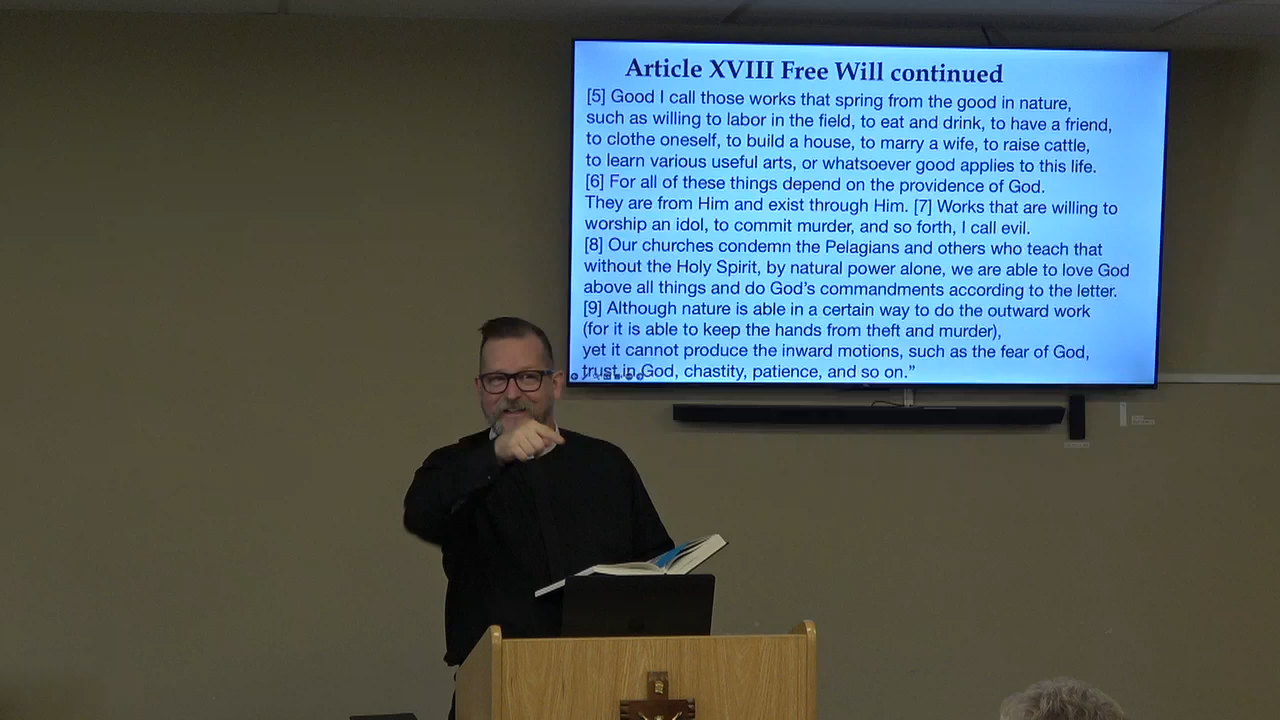 Article XVIII Free Will continued
[5] Good I call those works that spring from the good in nature,
such as willing to labor in the field, to eat and drink, to have a friend,
to clothe oneself, to build a house, to marry a wife, to raise cattle,
to learn various useful arts, or whatsoever good applies to this life.
[6] For all of these things depend on the providence of God.
They are from Him and exist through Him. [7] Works that are willing to
worship an idol, to commit murder, and so forth, I call evil.
[8] Our churches condemn the Pelagians and others who teach that
without the Holy Spirit, by natural power alone, we are able to love God
above all things and do God’s commandments according to the letter.
[9] Although nature is able in a certain way to do the outward work
(for it is able to keep the hands from theft and murder),
yet it cannot produce the inward motions, such as the fear of God,
trust in God, chastity, patience, and so on.”